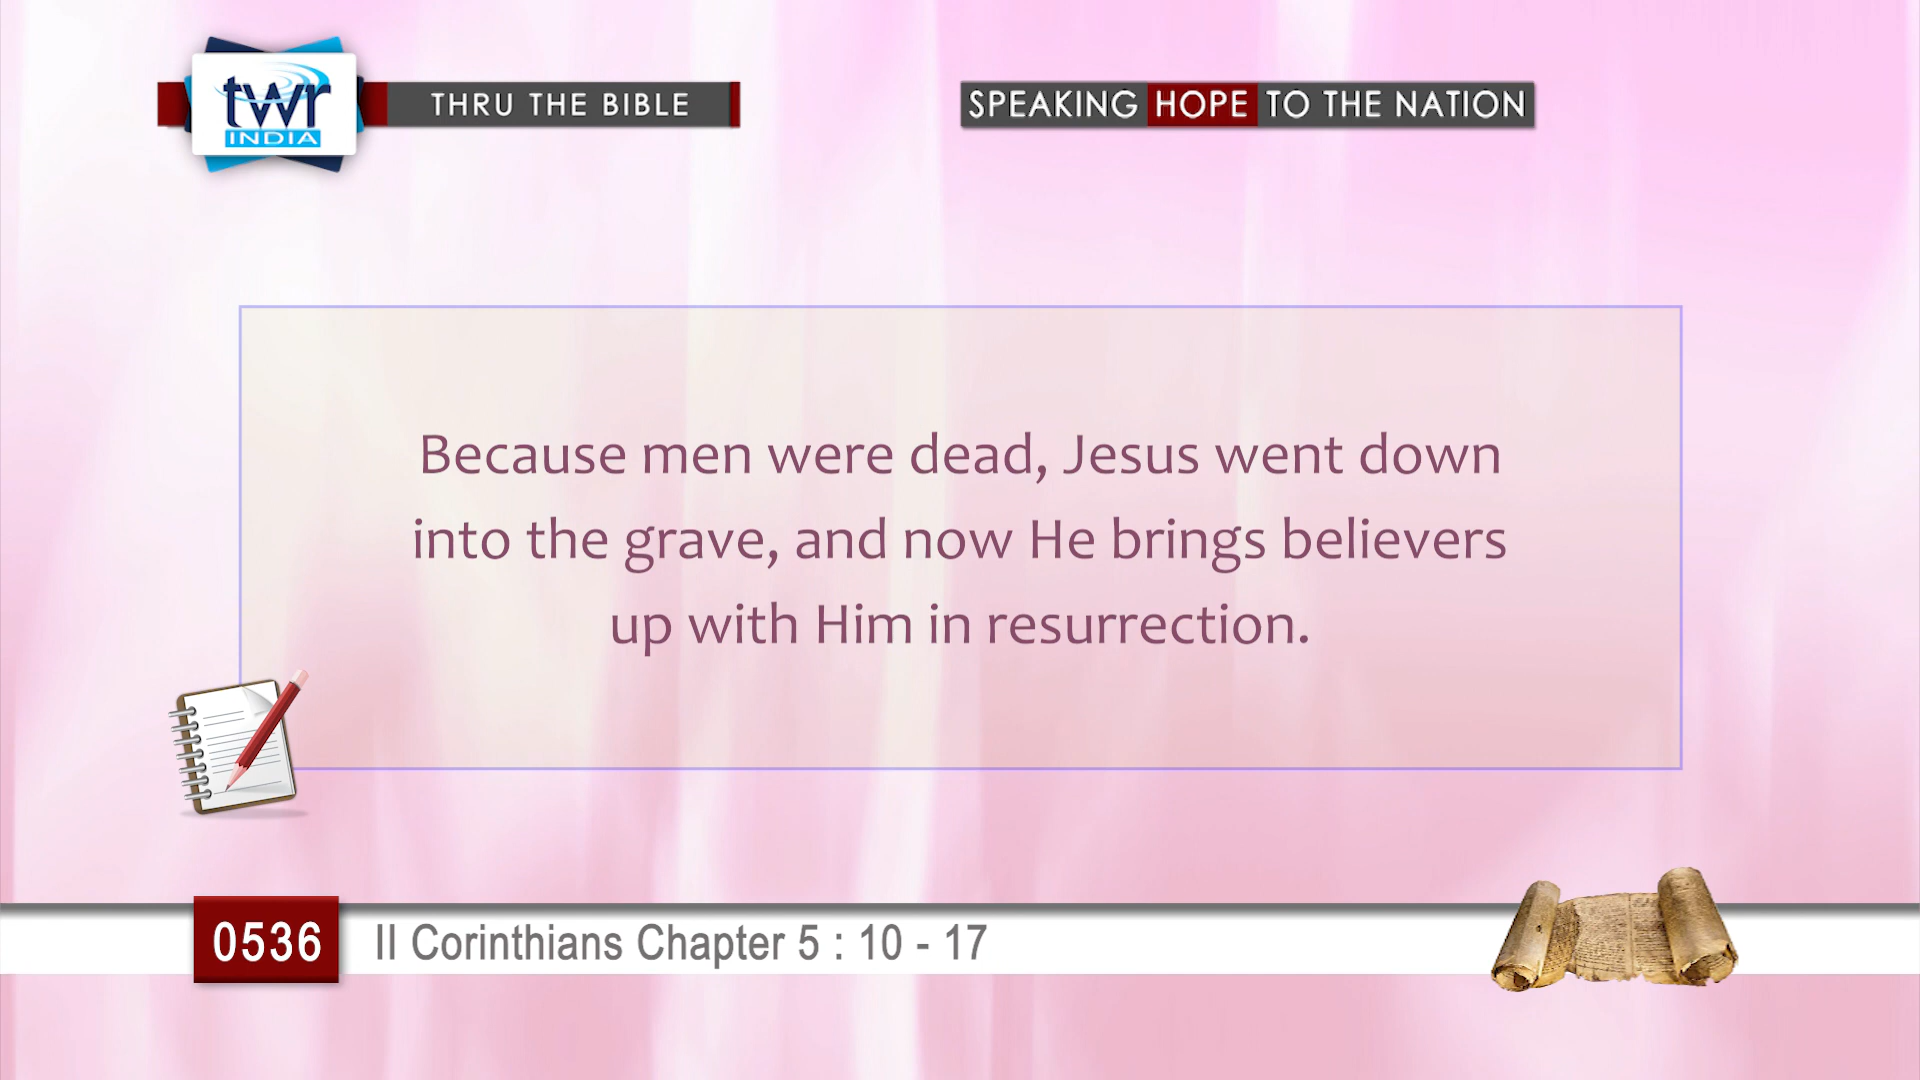 twr
INDIA
THRU THE BIBLE
SPEAKING HOPE TO THE NATION
Because men were dead, Jesus went down
into the grave, and now He brings believers
up with Him in resurrection.
0536
II Corinthians Chapter 5 : 10 - 17